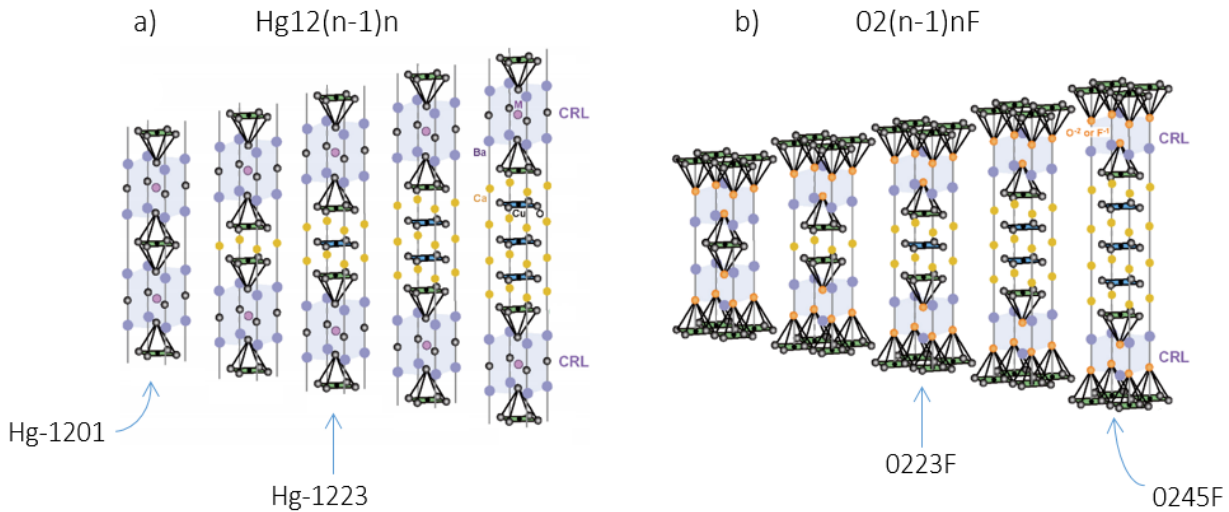 a) Hg12(n-1)n
b) O2(n-1)nF
M
CRL
Ba
Ca
Cu O
CRL
O-2 or F-1
CRL
CRL
Hg-1201
Hg-1223
0223F
0245F